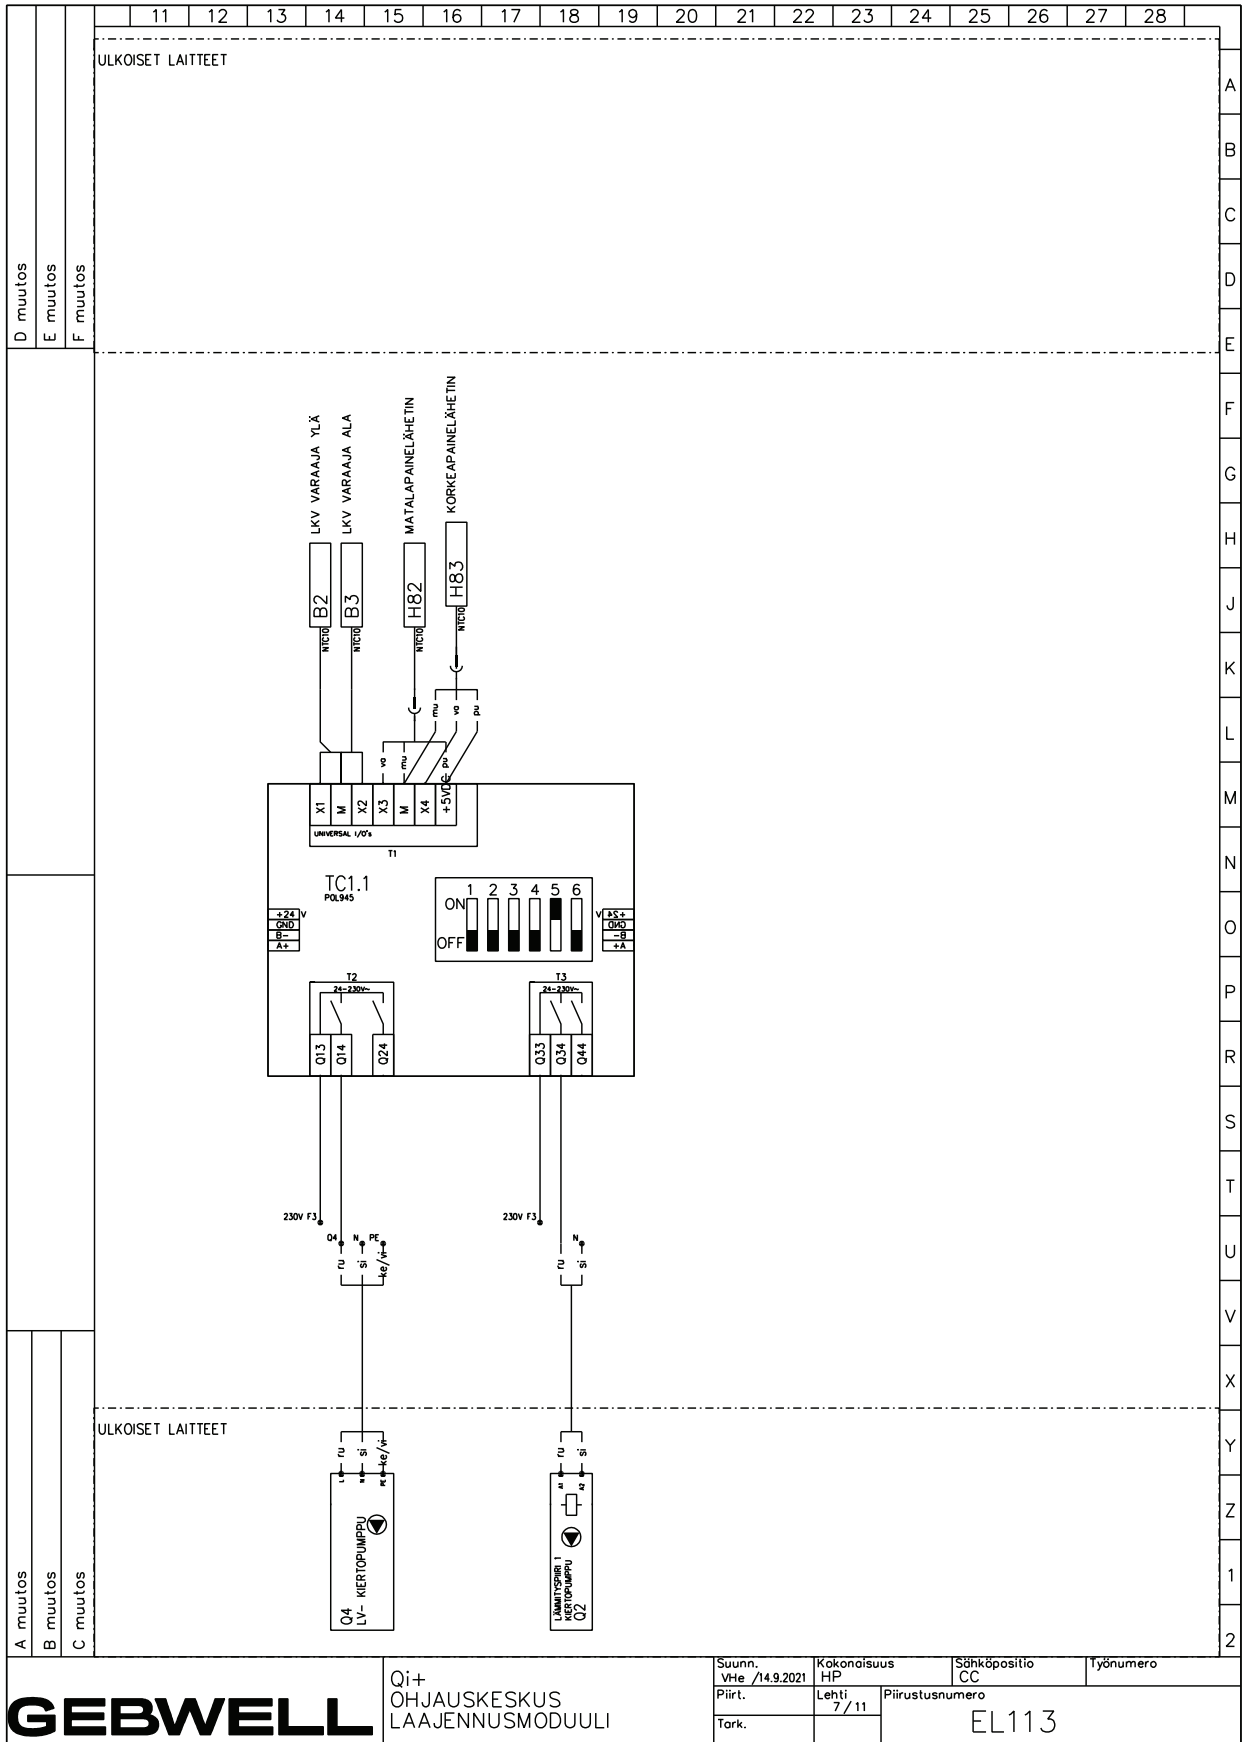 11 12 13 14 15 16 17 18 19 20 21 22 23 24 25 26 27 28
ULKOISET LAITTEET
A
B
C
D
E
F
G
H
J
K
L
M
N
O
P
R
S
T
U
V
X
Y
Z
1
2
D muutos
E muutos
F muutos
LKV VARAAJA YLÄ
LKV VARAAJA ALA
MATALAPAINELÄHETIN
KORKEAPAINELÄHETIN
B2
B3
H82
H83
NTC10
NTC10
NTC10
NTC10
mu
va
pu
va
mu
pu
X1
M
X2
X3
M
X4
+5VDC
UNIVERSAL I/O's
T1
TC1.1
POL945
1 2 3 4 5 6
ON
OFF
+24 V
GND
B-
A+
+24 V
GND
-B
+A
T2
24-230V~
Q13
Q14
Q24
T3
24-230V~
Q33
Q34
Q44
230V F3
Q4
N
PE
ru
si
ke/vi
230V F3
N
ru
si
ULKOISET LAITTEET
ru
si
ke/vi
L
N
PE
Q4
LV- KIERTOPUMPPU
ru
si
A1
A2
LÄMMITYSPIIRI 1
KIERTOPUMPPU
Q2
A muutos
B muutos
C muutos
GEBWELL
Qi+
OHJAUSKESKUS
LAAJENNUSMODUULI
Suunn.
VHe /14.9.2021
Kokonaisuus
HP
Sähköpositio
CC
Työnumero
Piirt.
Lehti
7/11
Piirustusnumero
EL113
Tark.